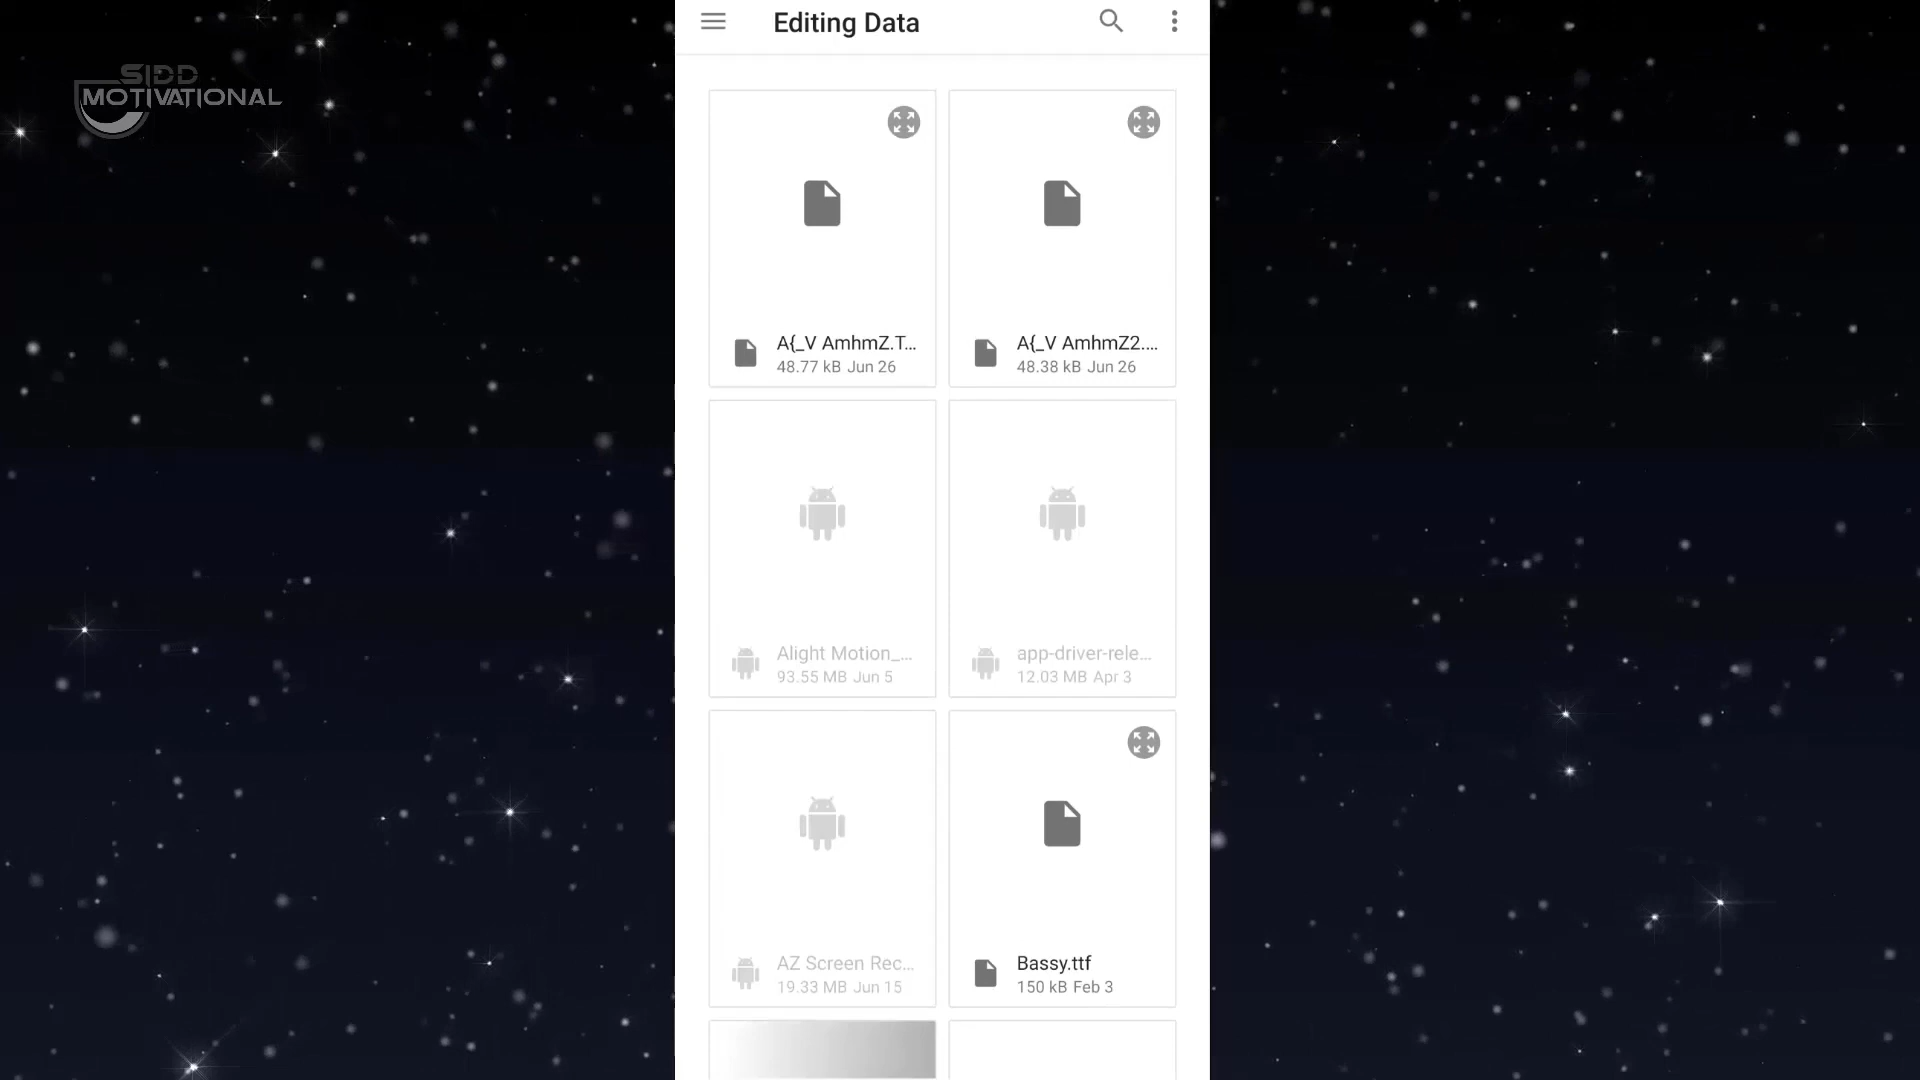 SIDD
MOTIVATIONAL
Editing Data
A{_V AmhmZ.T...
48.77 kB Jun 26
A{_V AmhmZ2....
48.38 kB Jun 26
Alight Motion_...
93.55 MB Jun 5
app-driver-rele...
12.03 MB Apr 3
AZ Screen Rec...
19.33 MB Jun 15
Bassy.ttf
150 kB Feb 3